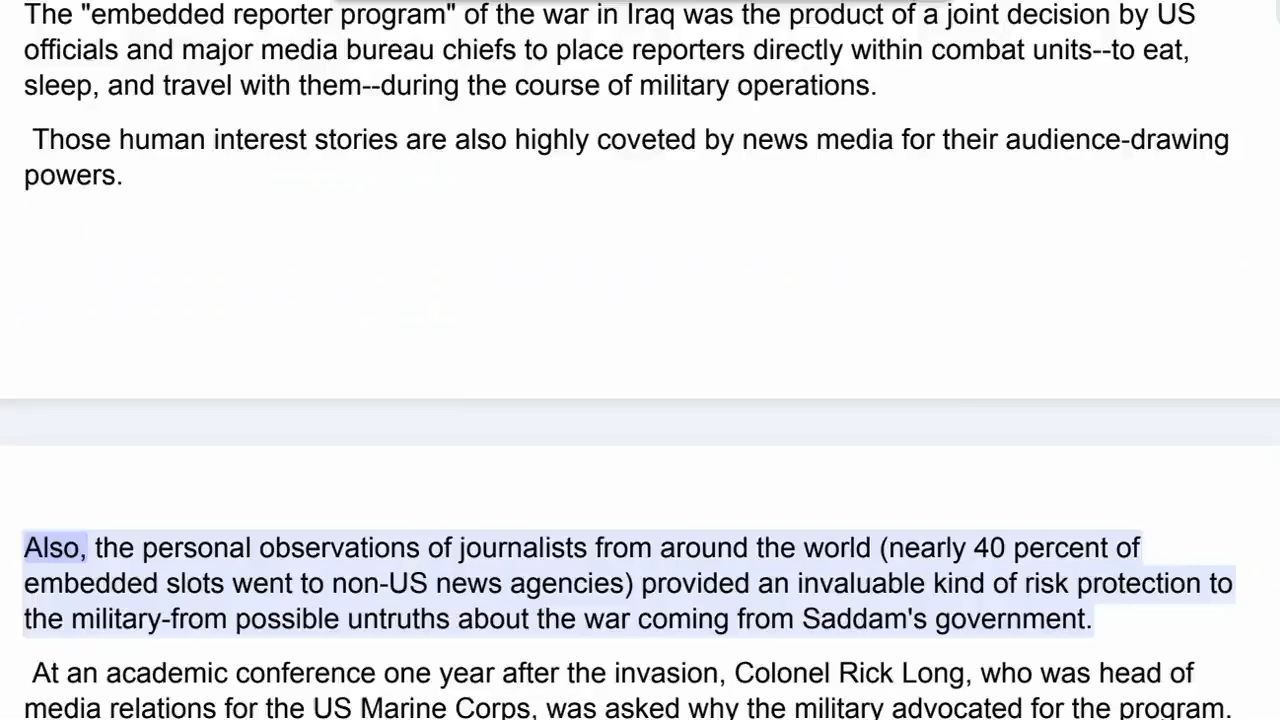 The "embedded reporter program" of the war in Iraq was the product of a joint decision by US
officials and major media bureau chiefs to place reporters directly within combat units--to eat,
sleep, and travel with them--during the course of military operations.
Those human interest stories are also highly coveted by news media for their audience-drawing
powers.
Also, the personal observations of journalists from around the world (nearly 40 percent of
embedded slots went to non-US news agencies) provided an invaluable kind of risk protection to
the military-from possible untruths about the war coming from Saddam's government.
At an academic conference one year after the invasion, Colonel Rick Long, who was head of
media relations for the US Marine Corps, was asked why the military advocated for the program.